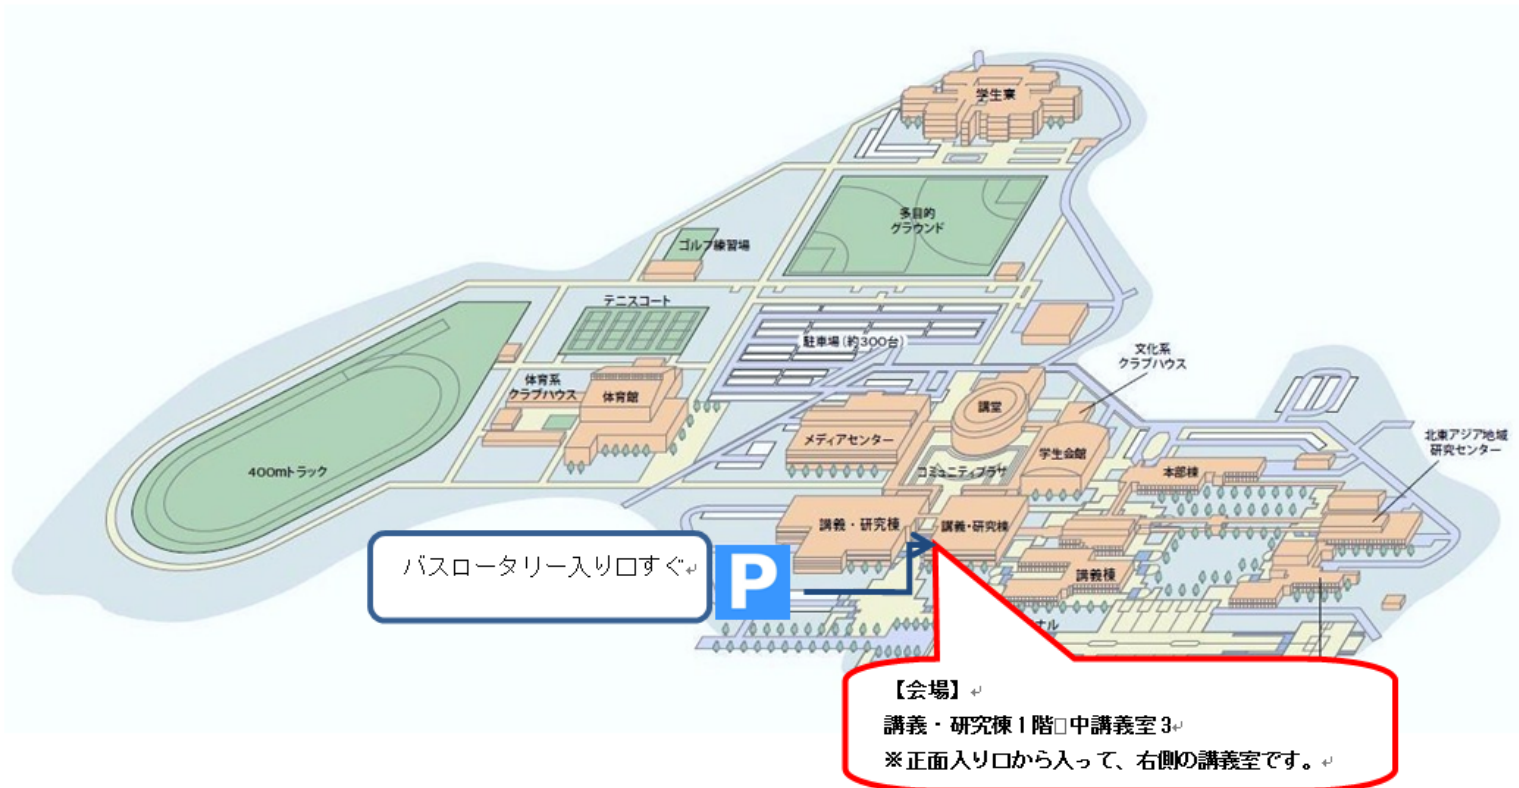 学生寮
多目的
グラウンド
ゴルフ練習場
テニスコート
駐車場(約300台)
文化系
クラブハウス
体育系
クラブハウス
体育館
講堂
メディアセンター
学生会館
コミュニティプラザ
北東アジア地域
研究センター
本部棟
400mトラック
講義・研究棟
講義・研究棟
講義棟
バスロータリー入り口すぐ
P
ナル
【会場】
講義・研究棟1階□中講義室3
※正面入り口から入って、右側の講義室です。